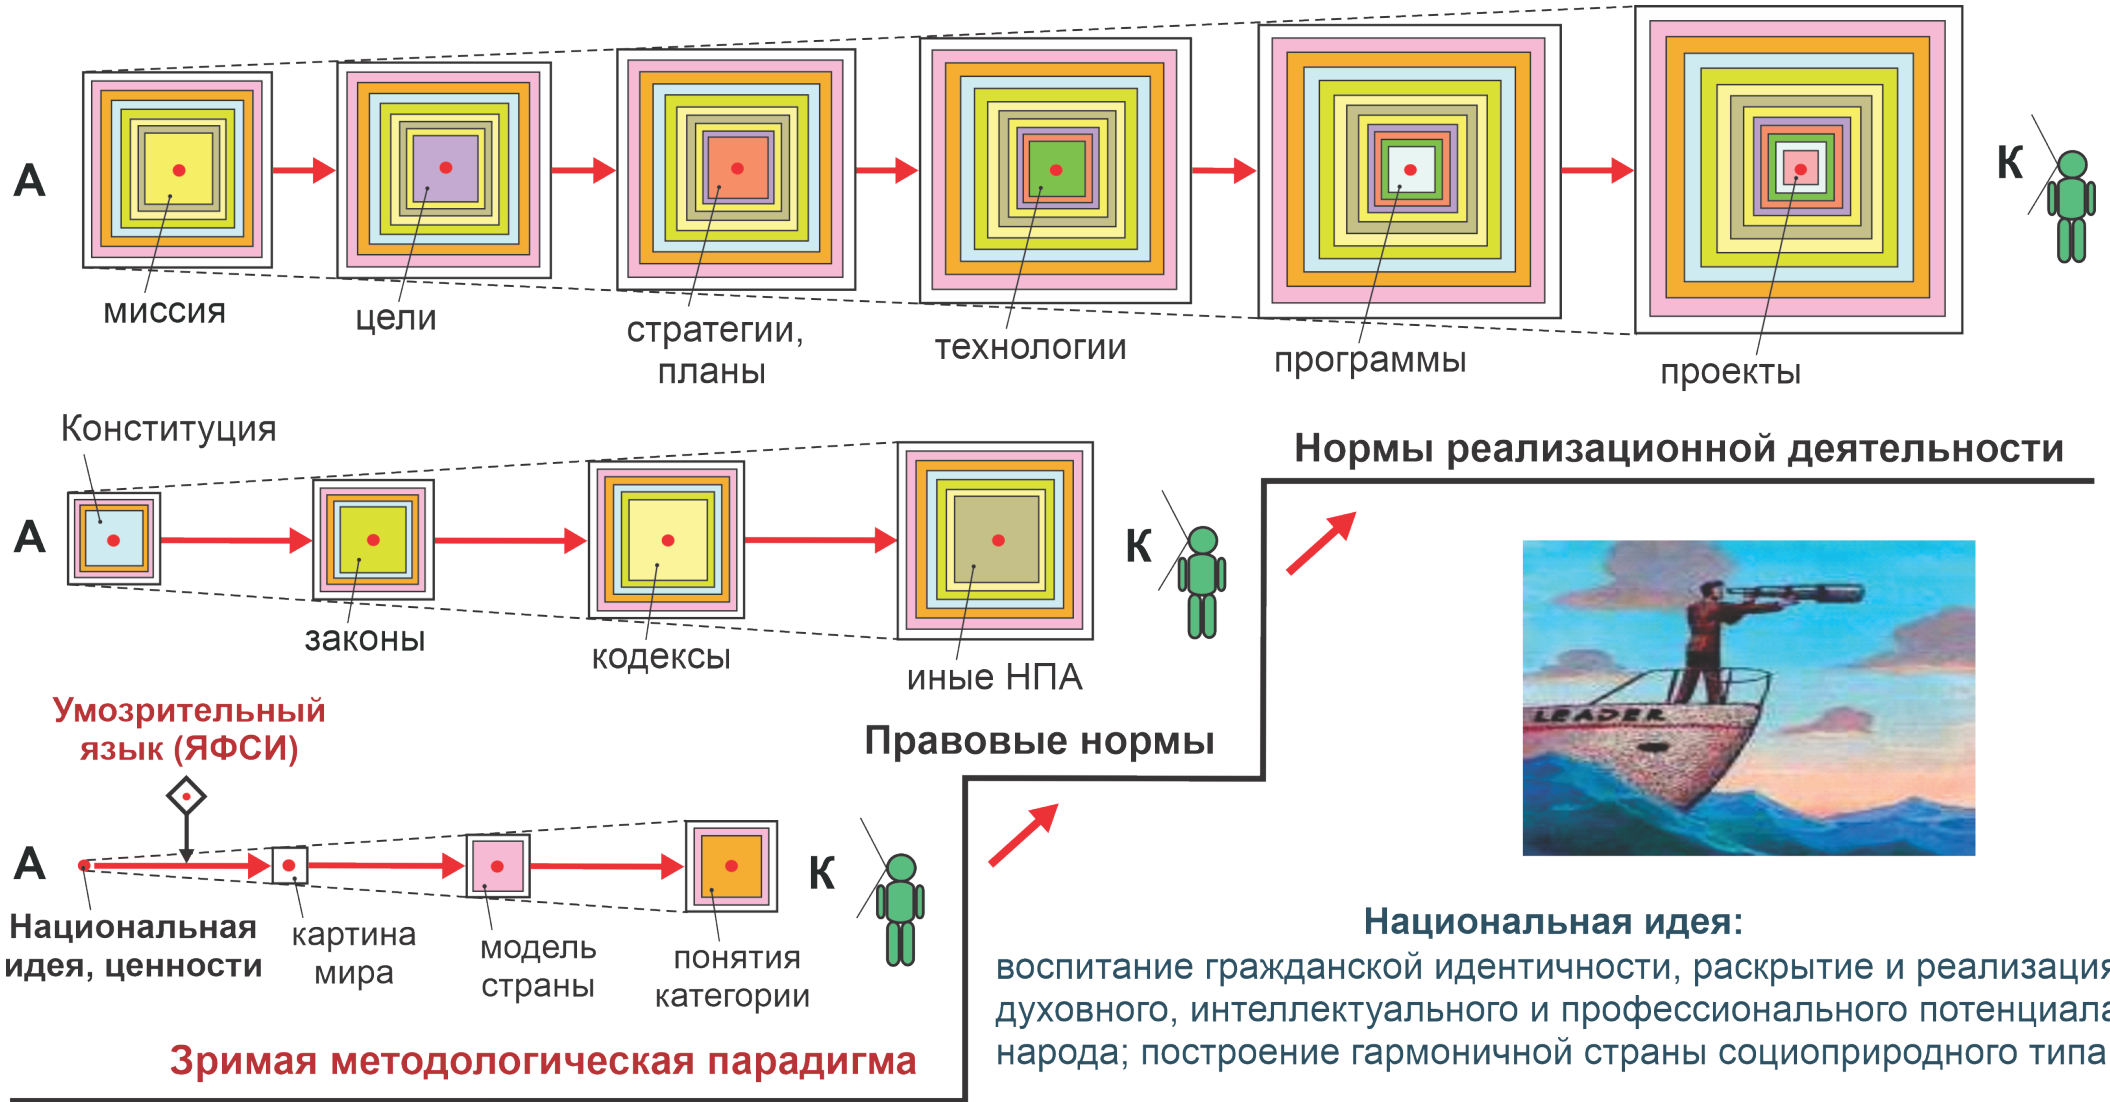 А
К
миссия
цели
стратегии,
планы
технологии
программы
проекты
Конституция
Нормы реализационной деятельности
А
К
законы
кодексы
иные НПА
Умозрительный
язык (ЯФСИ)
Правовые нормы
LEADER
А
К
Национальная
идея, ценности
картина
мира
модель
страны
понятия
категории
Зримая методологическая парадигма
Национальная идея:
воспитание гражданской идентичности, раскрытие и реализация
духовного, интеллектуального и профессионального потенциала
народа; построение гармоничной страны социоприродного типа